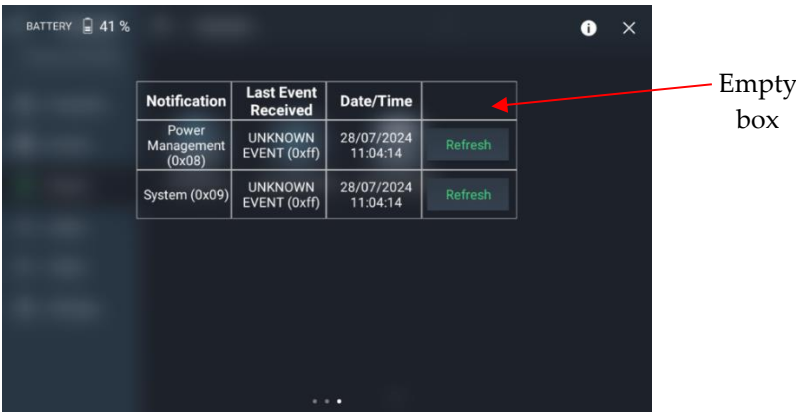 BATTERY 41 %
Notification
Last Event
Received
Date/Time
Power
Management
(0x08)
UNKNOWN
EVENT (0xff)
28/07/2024
11:04:14
Refresh
System (0x09)
UNKNOWN
EVENT (0xff)
28/07/2024
11:04:14
Refresh
Empty
box